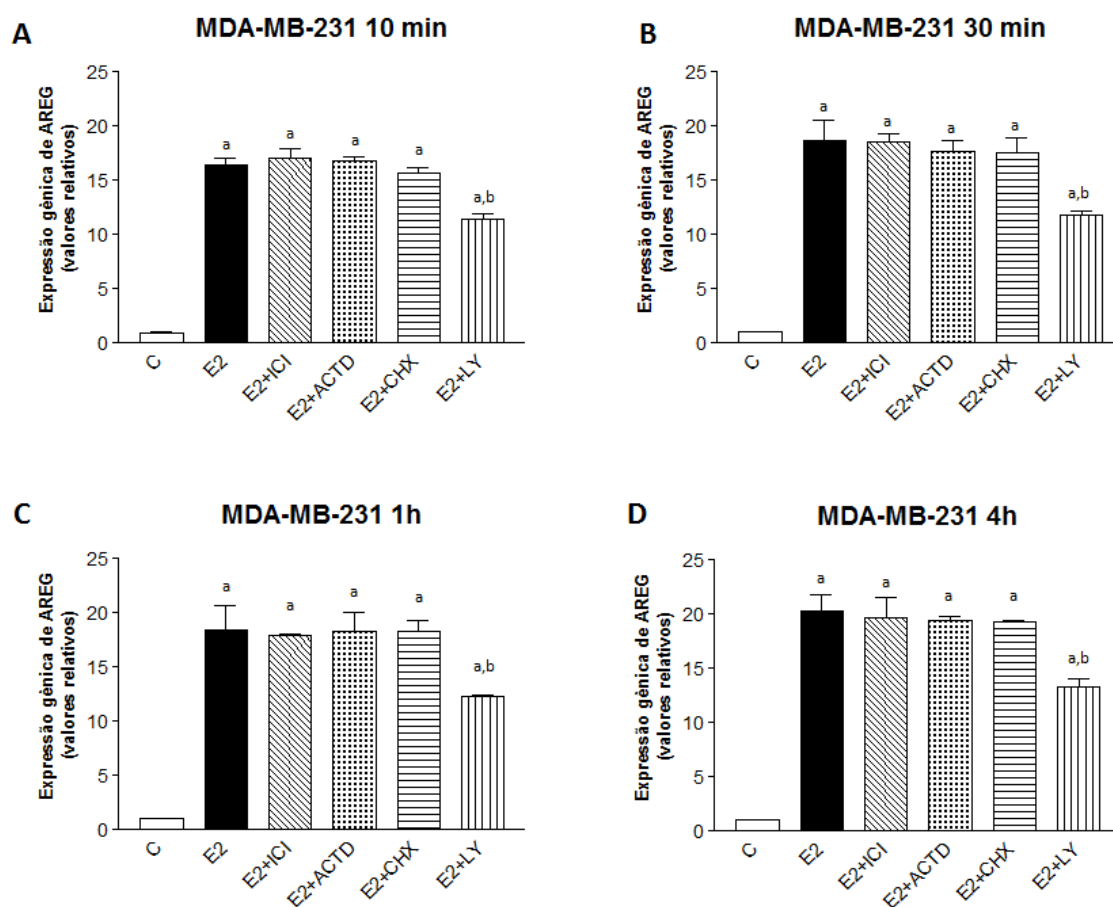 A
MDA-MB-231 10 min
Expressão gênica de AREG
(valores relativos)
25
20
15
10
5
0
a
a
a
a
a,b
C
E2
E2+ICI
E2+ACTD
E2+CHX
E2+LY
B
MDA-MB-231 30 min
Expressão gênica de AREG
(valores relativos)
25
20
15
10
5
0
a
a
a
a
a,b
C
E2
E2+ICI
E2+ACTD
E2+CHX
E2+LY
C
MDA-MB-231 1h
Expressão gênica de AREG
(valores relativos)
25
20
15
10
5
0
a
a
a
a
a,b
C
E2
E2+ICI
E2+ACTD
E2+CHX
E2+LY
D
MDA-MB-231 4h
Expressão gênica de AREG
(valores relativos)
25
20
15
10
5
0
a
a
a
a
a,b
C
E2
E2+ICI
E2+ACTD
E2+CHX
E2+LY